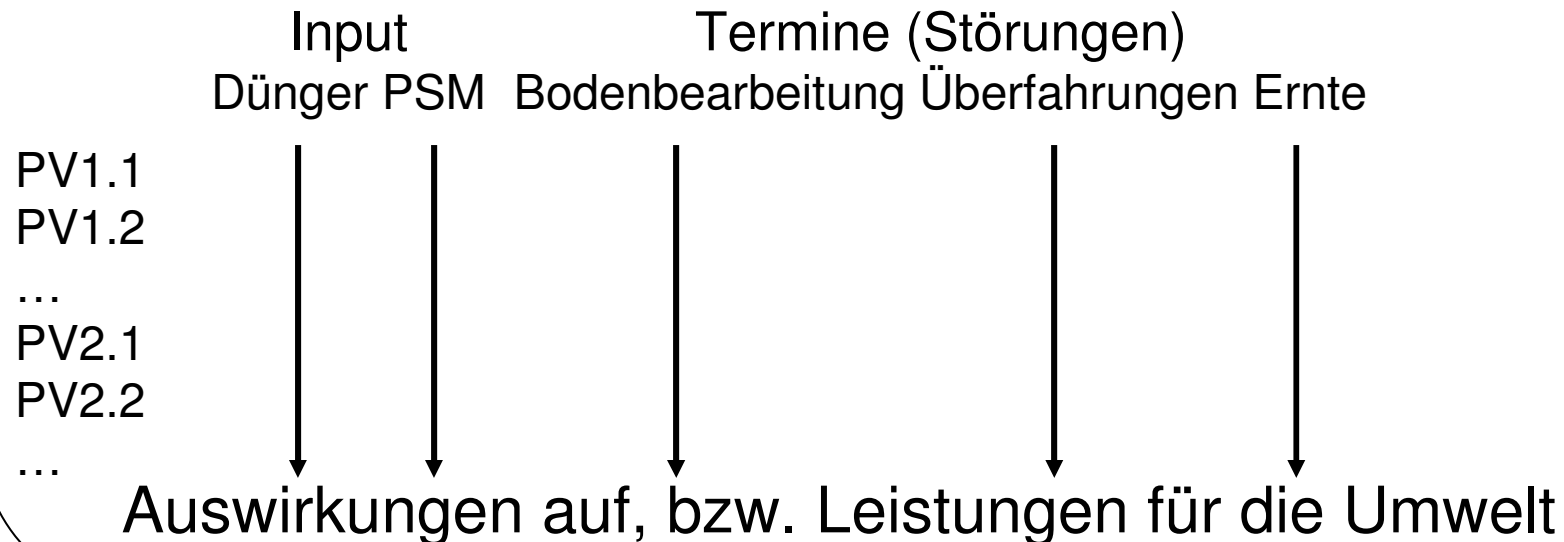 Input Termine (Störungen)
Dünger PSM Bodenbearbeitung Überfahrungen Ernte
PV1.1
PV1.2
…
PV2.1
PV2.2
…
Auswirkungen auf, bzw. Leistungen für die Umwelt